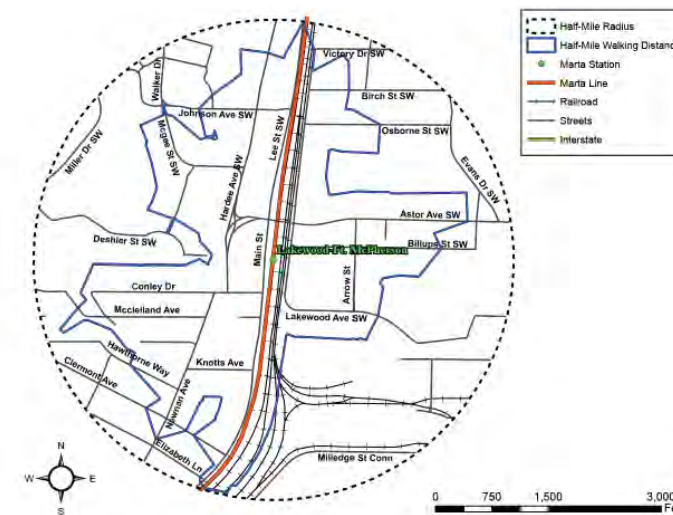 Half-Mile Radius
Half-Mile Walking Distanc
Marta Station
Marta Line
Railroad
Streets
Interstate
Victory Dr SW
Walker Dr
Birch St SW
Johnson Ave SW
Lee St SW
Osborne St SW
Miller Dr SW
Mcgee St SW
Hardee Ave SW
Evans Dr SW
Astor Ave SW
Deshler St SW
Main St
Billups St SW
Lakewood-Ft. McPherson
Arrow St
Conley Dr
Mcclelland Ave
Lakewood Ave SW
Hawthorne Way
Knotts Ave
Clermont Ave
Newnan Ave
Elizabeth Ln
Milledge St Conn
N
W E
S
0 750 1,500 3,000
Fe